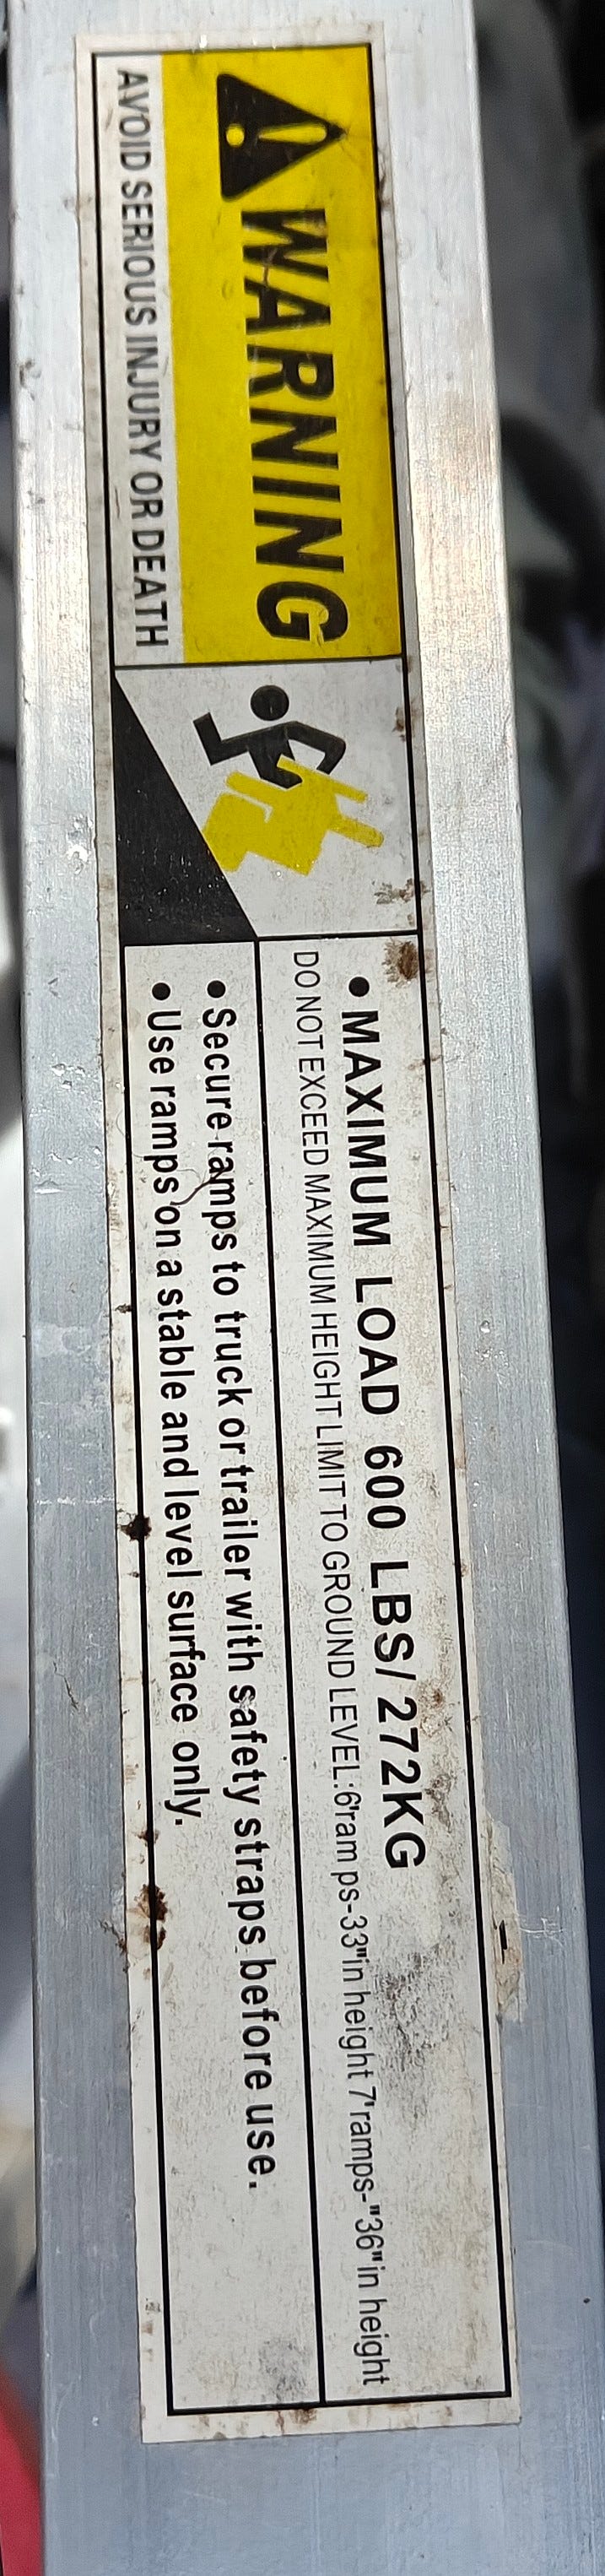 WARNING
AVOID SERIOUS INJURY OR DEATH
• MAXIMUM LOAD 600 LBS/272KG
DO NOT EXCEED MAXIMUM HEIGHT LIMIT TO GROUND LEVEL:6'ram ps-33"in height 7'ramps-"36"in height
• Secure ramps to truck or trailer with safety straps before use.
• Use ramps on a stable and level surface only.